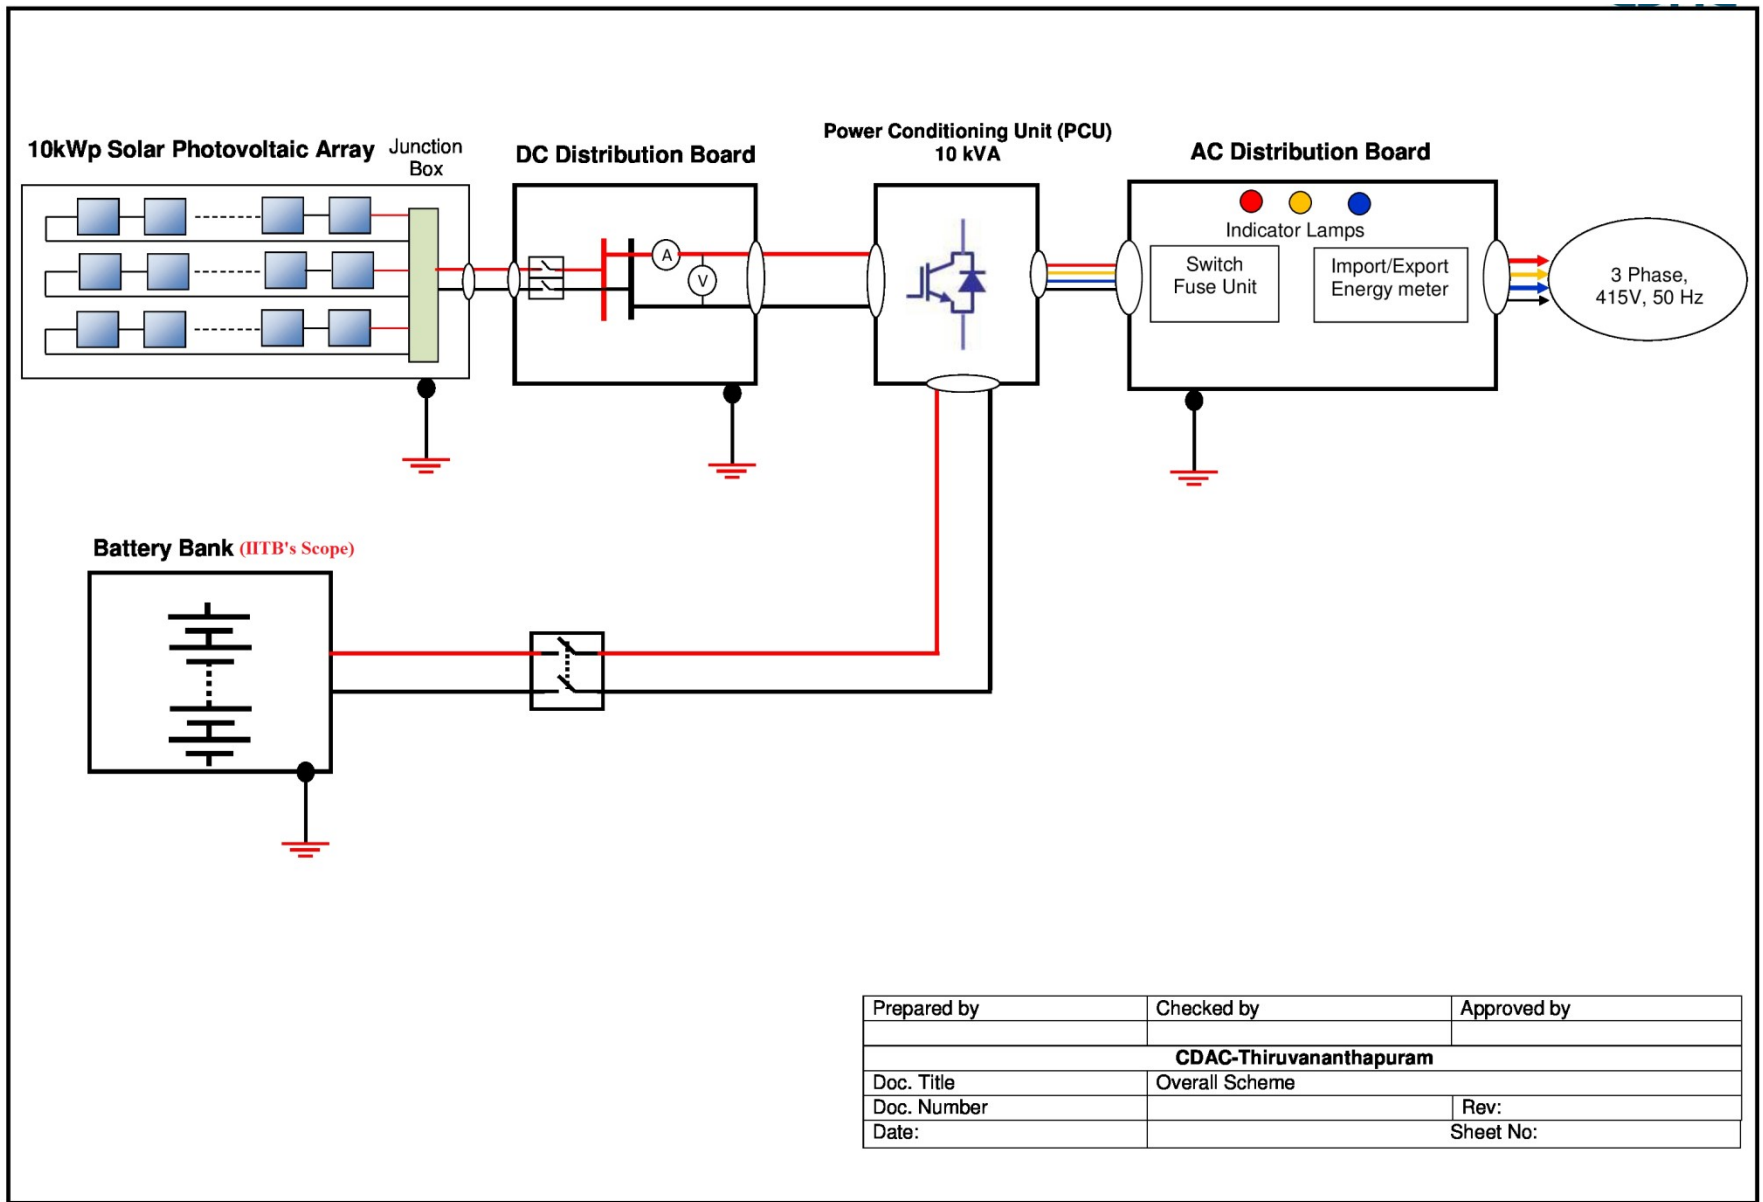 10kWp Solar Photovoltaic Array
Junction
Box
DC Distribution Board
Power Conditioning Unit (PCU)
10 kVA
AC Distribution Board
Indicator Lamps
Switch
Fuse Unit
Import/Export
Energy meter
A
V
3 Phase,
415V, 50 Hz
Battery Bank (IITB's Scope)
Prepared by
Checked by
Approved by
CDAC-Thiruvananthapuram
Doc. Title
Overall Scheme
Doc. Number
Rev:
Date:
Sheet No: